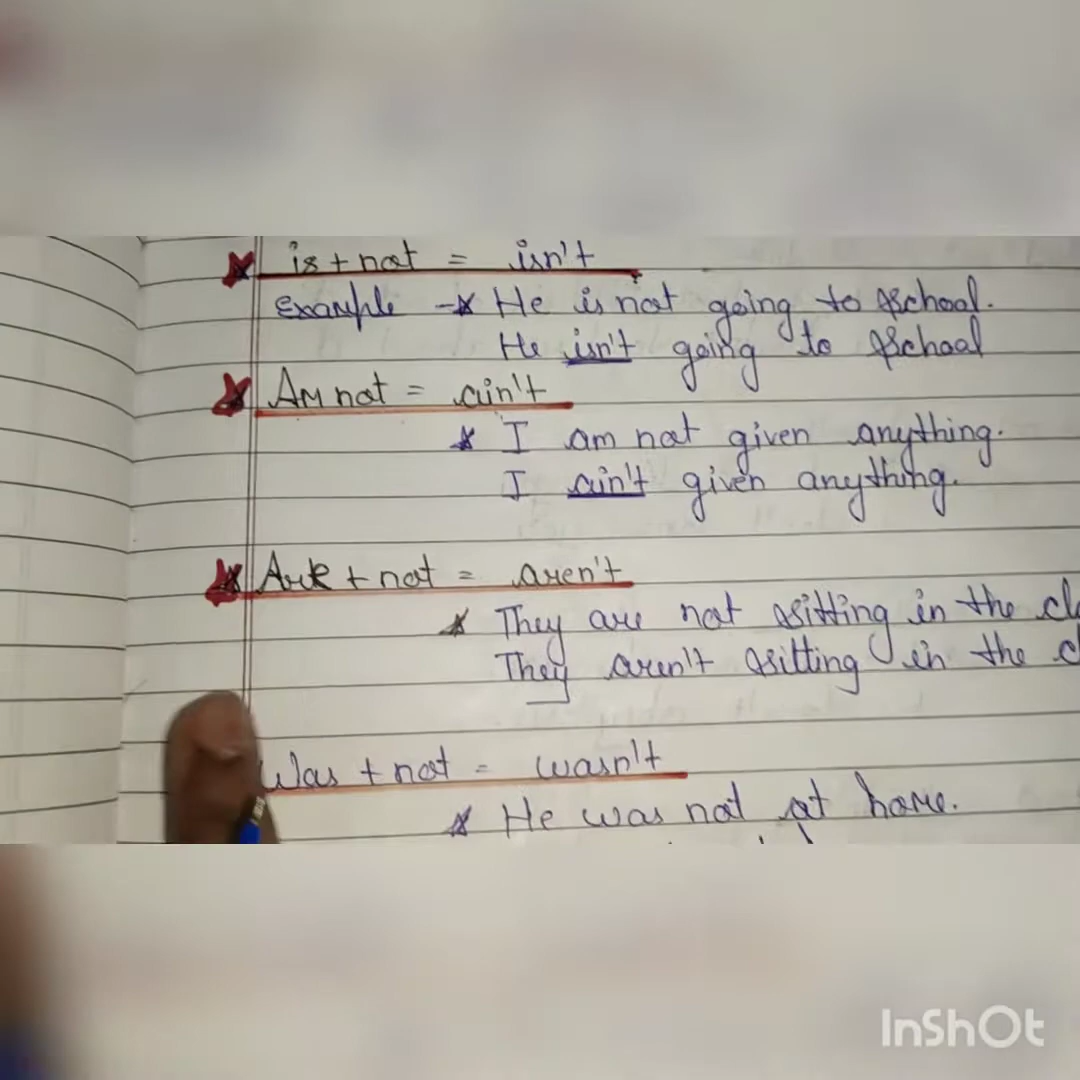 is + not = isn't
Example → He is not going to school.
He isn't going to school
Am not = ain't
I am not given anything.
I ain't given anything.
Are + not = aren't
They are not sitting in the
They aren't sitting in the
Was + not = wasn't
He was not at home.
InShOt